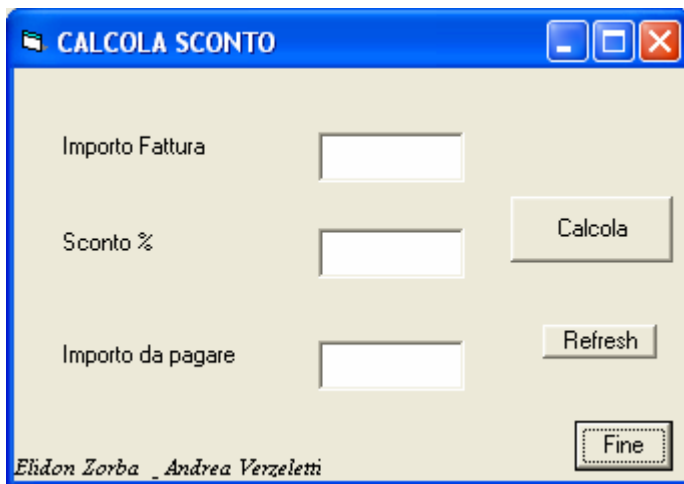 CALCOLA SCONTO
Importo Fattura
Sconto %
Calcola
Importo da pagare
Refresh
Fine
Elidon Zorba _ Andrea Verzeletti